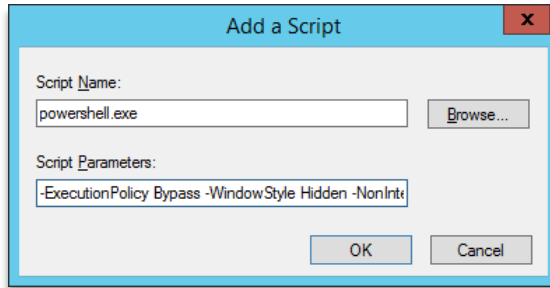 Add a Script
x
Script Name:
powershell.exe
Browse...
Script Parameters:
-ExecutionPolicy Bypass -WindowStyle Hidden -NonInte
OK
Cancel